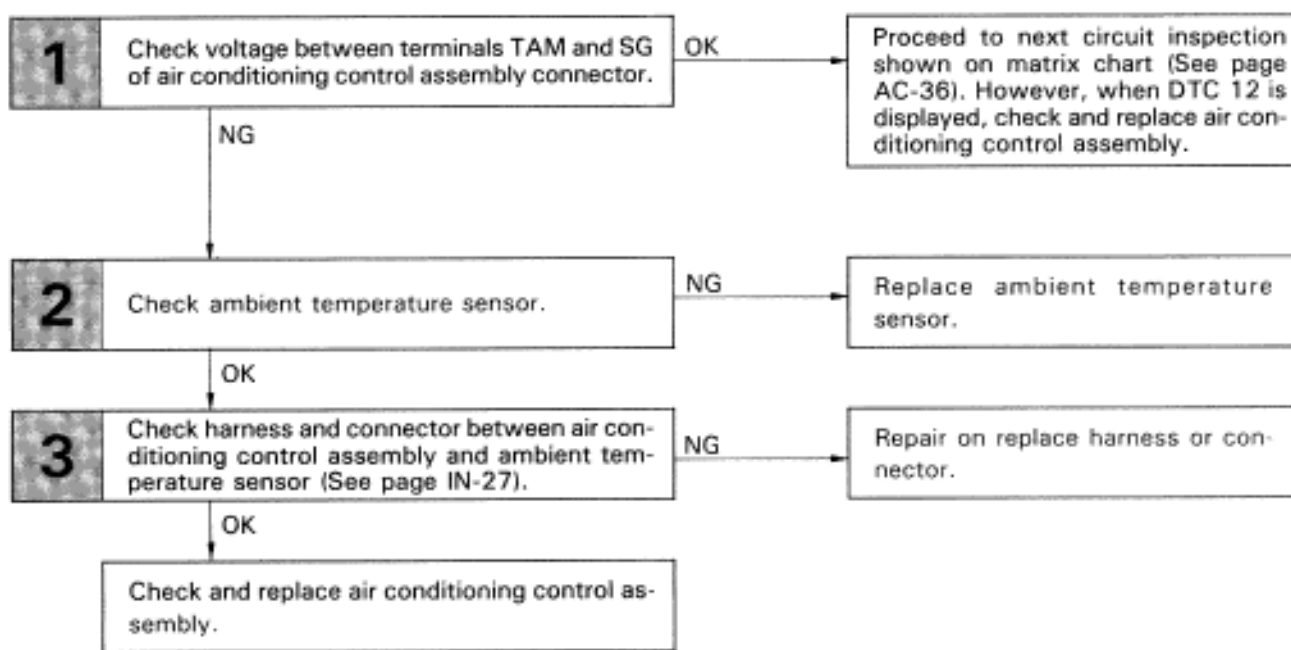 1
Check voltage between terminals TAM and SG
of air conditioning control assembly connector.
OK
Proceed to next circuit inspection
shown on matrix chart (See page
AC-36). However, when DTC 12 is
displayed, check and replace air con-
ditioning control assembly.
NG
2
Check ambient temperature sensor.
NG
Replace ambient temperature
sensor.
OK
3
Check harness and connector between air con-
ditioning control assembly and ambient tem-
perature sensor (See page IN-27).
NG
Repair on replace harness or con-
nector.
OK
Check and replace air conditioning control as-
sembly.